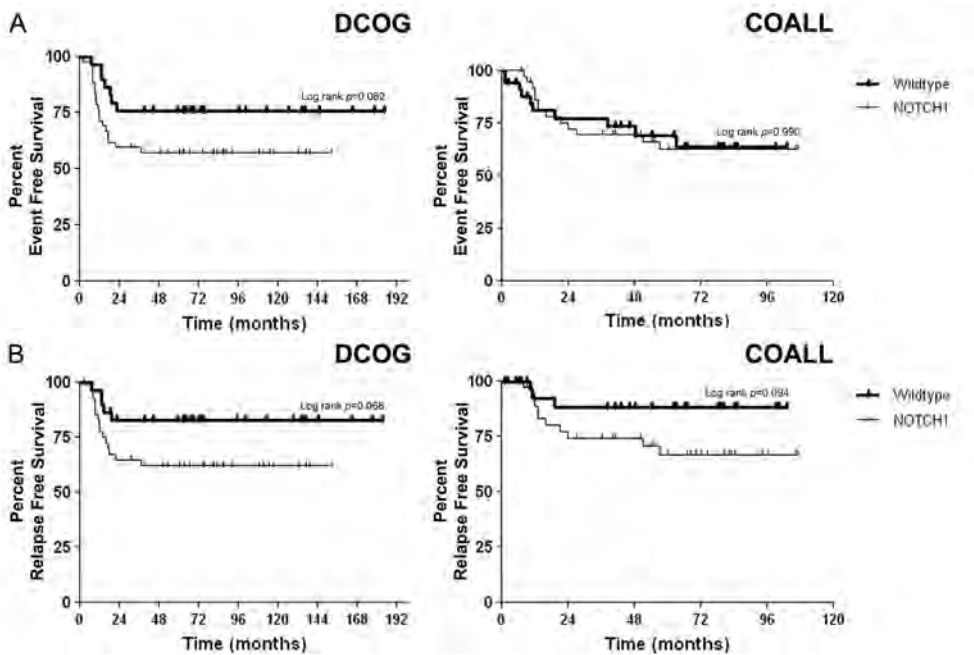 A
DCOG
COALL
100
75
50
25
0
Percent
Event Free Survival
Log rank p=0.082
0 24 48 72 96 120 144 168 192
Time (months)
100
75
50
25
0
Percent
Event Free Survival
Log rank p=0.990
0 24 48 72 96 120
Time (months)
Wildtype
NOTCH1
B
DCOG
COALL
100
75
50
25
0
Percent
Relapse Free Survival
0 24 48 72 96 120 144 168 192
Time (months)
100
75
50
25
0
Percent
Relapse Free Survival
Log rank p=0.094
0 24 48 72 96 120
Time (months)
Wildtype
NOTCH1